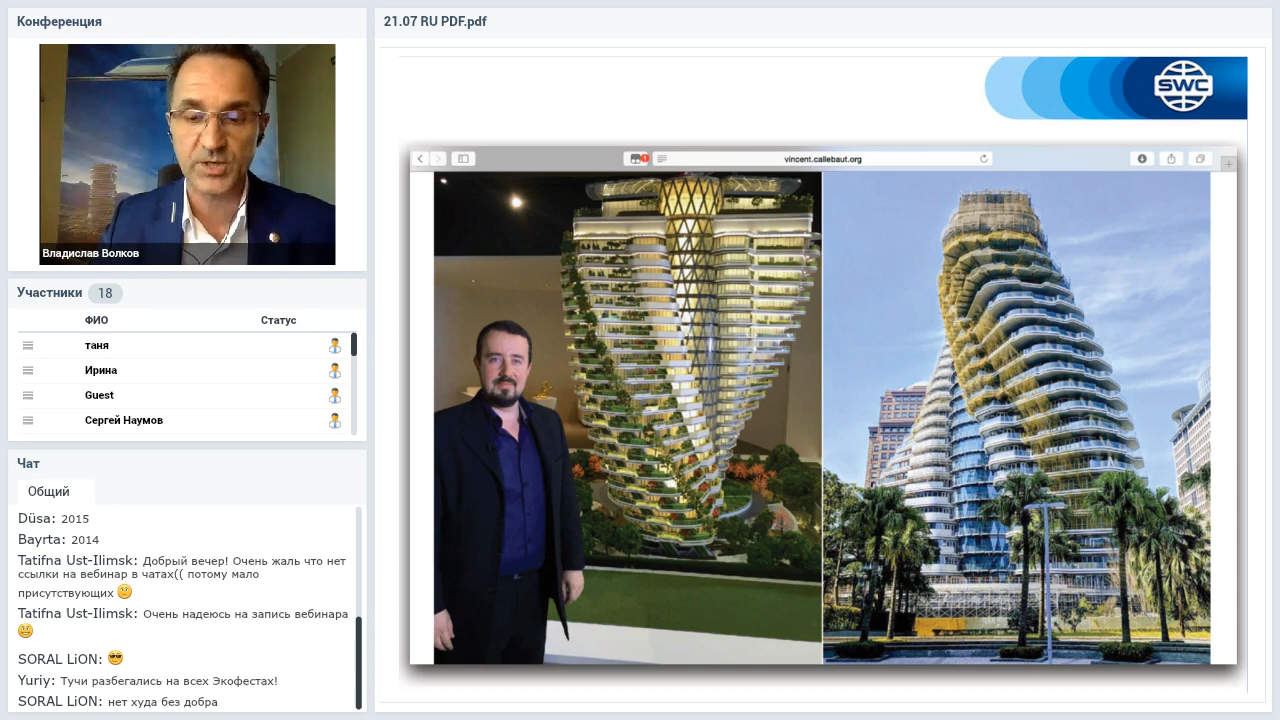 Конференция
Владислав Волков
Участники 18
ФИО Статус
таня
Ирина
Guest
Сергей Наумов
Чат
Общий
Düsa: 2015
Bayrta: 2014
Tatifna Ust-Ilimsk: Добрый вечер! Очень жаль что нет
ссылки на вебинар в чатах(( потому мало
присутствующих
Tatifna Ust-Ilimsk: Очень надеюсь на запись вебинара
SORAL LiON:
Yuriy: Тучи разбегались на всех Экофестах!
SORAL LiON: нет худа без добра
21.07 RU PDF.pdf
SWC
1
vincent.callebaut.org